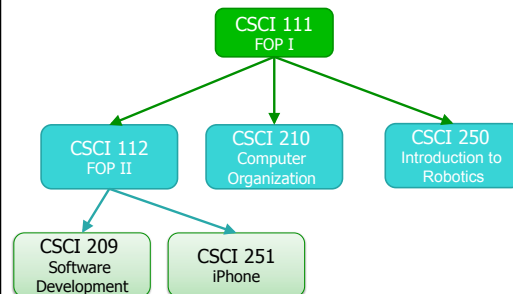 CSCI 111
FOP I
CSCI 112
FOP II
CSCI 210
Computer
Organization
CSCI 250
Introduction to
Robotics
CSCI 209
Software
Development
CSCI 251
iPhone